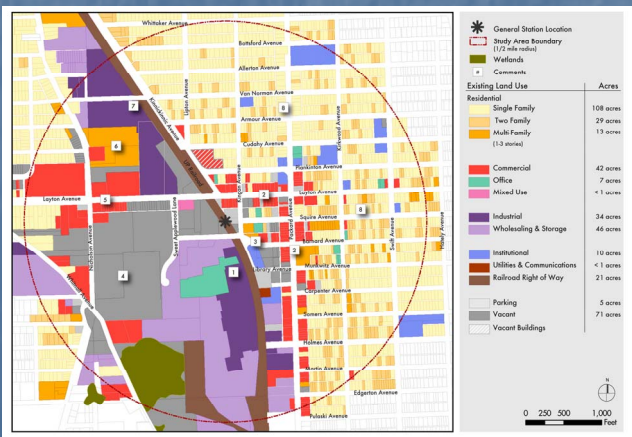 Whittaker Avenue
Bottsford Avenue
Allerton Avenue
Lipton Avenue
Van Norman Avenue
7
Kinnickinnic Avenue
8
Armour Avenue
Kirkwood Avenue
6
Cudahy Avenue
UP Railroad
Plankinton Avenue
Layton Avenue
5
2
Layton Avenue
Nicholson Avenue
Sweet Applewood Lane
Squire Avenue
Packard Avenue
8
Swift Avenue
3
Barnard Avenue
3
Munkwitz Avenue
4
1
Library Avenue
Carpenter Avenue
Somers Avenue
Holmes Avenue
Martin Avenue
Edgerton Avenue
Pulaski Avenue
General Station Location
Study Area Boundary
(1/2 mile radius)
Wetlands
# Comments
Existing Land Use Acres
Residential
Single Family 108 acres
Two Family 29 acres
Multi Family 13 acres
(1-3 stories)
Commercial 42 acres
Office 7 acres
Mixed Use <1 acres
Industrial 34 acres
Wholesaling & Storage 46 acres
Institutional 10 acres
Utilities & Communications <1 acres
Railroad Right of Way 21 acres
Parking 5 acres
Vacant 71 acres
Vacant Buildings
N
0 250 500 1,000
Feet